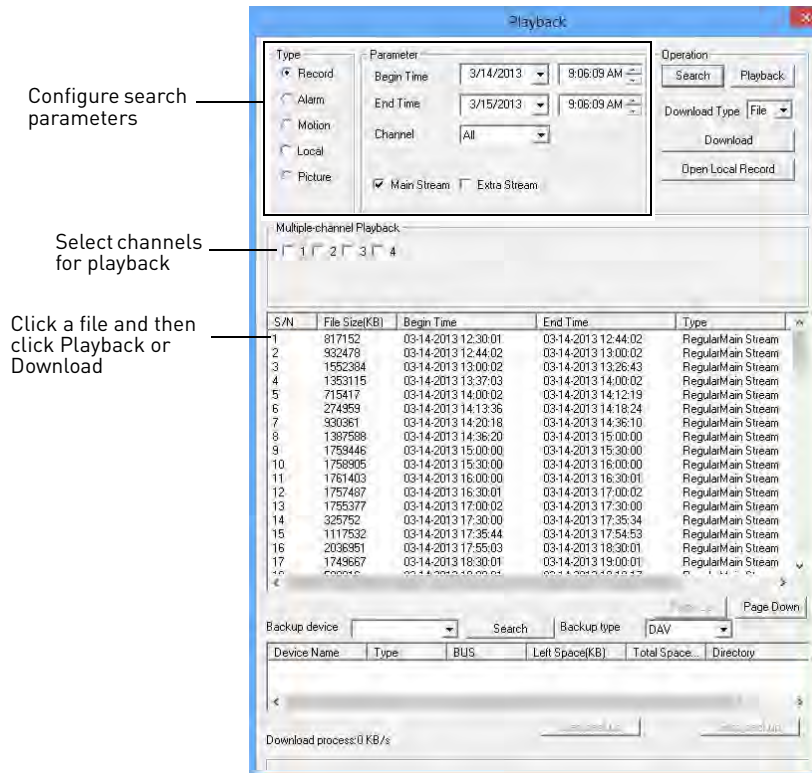 Playback
Configure search
parameters
Type
Record
Alarm
Motion
Local
Picture
Parameter
Begin Time 3/14/2013 9:06:09 AM
End Time 3/15/2013 9:06:09 AM
Channel All
Main Stream Extra Stream
Operation
Search Playback
Download Type File
Download
Open Local Record
Select channels
for playback
Multiple-channel Playback
1 2 3 4
Click a file and then
click Playback or
Download
S/N File Size(KB) Begin Time End Time Type
1 817152 03-14-2013 12:30:01 03-14-2013 12:44:02 RegularMain Stream
2 932478 03-14-2013 12:44:02 03-14-2013 13:00:02 RegularMain Stream
3 1552384 03-14-2013 13:00:02 03-14-2013 13:26:43 RegularMain Stream
4 1353115 03-14-2013 13:37:03 03-14-2013 14:00:02 RegularMain Stream
5 715417 03-14-2013 14:00:02 03-14-2013 14:12:19 RegularMain Stream
6 274959 03-14-2013 14:13:36 03-14-2013 14:18:24 RegularMain Stream
7 930361 03-14-2013 14:20:18 03-14-2013 14:36:10 RegularMain Stream
8 1387588 03-14-2013 14:36:20 03-14-2013 15:00:00 RegularMain Stream
9 1759446 03-14-2013 15:00:00 03-14-2013 15:30:00 RegularMain Stream
10 1758905 03-14-2013 15:30:00 03-14-2013 16:00:00 RegularMain Stream
11 1761403 03-14-2013 16:00:00 03-14-2013 16:30:01 RegularMain Stream
12 1757487 03-14-2013 16:30:01 03-14-2013 17:00:02 RegularMain Stream
13 1755377 03-14-2013 17:00:02 03-14-2013 17:30:00 RegularMain Stream
14 325752 03-14-2013 17:30:00 03-14-2013 17:35:34 RegularMain Stream
15 1117532 03-14-2013 17:35:44 03-14-2013 17:54:53 RegularMain Stream
16 2036951 03-14-2013 17:55:03 03-14-2013 18:30:01 RegularMain Stream
17 1749667 03-14-2013 18:30:01 03-14-2013 19:00:01 RegularMain Stream
Page Down
Backup device Search Backup type DAV
Device Name Type BUS Left Space(KB) Total Space... Directory
Download process:0 KB/s